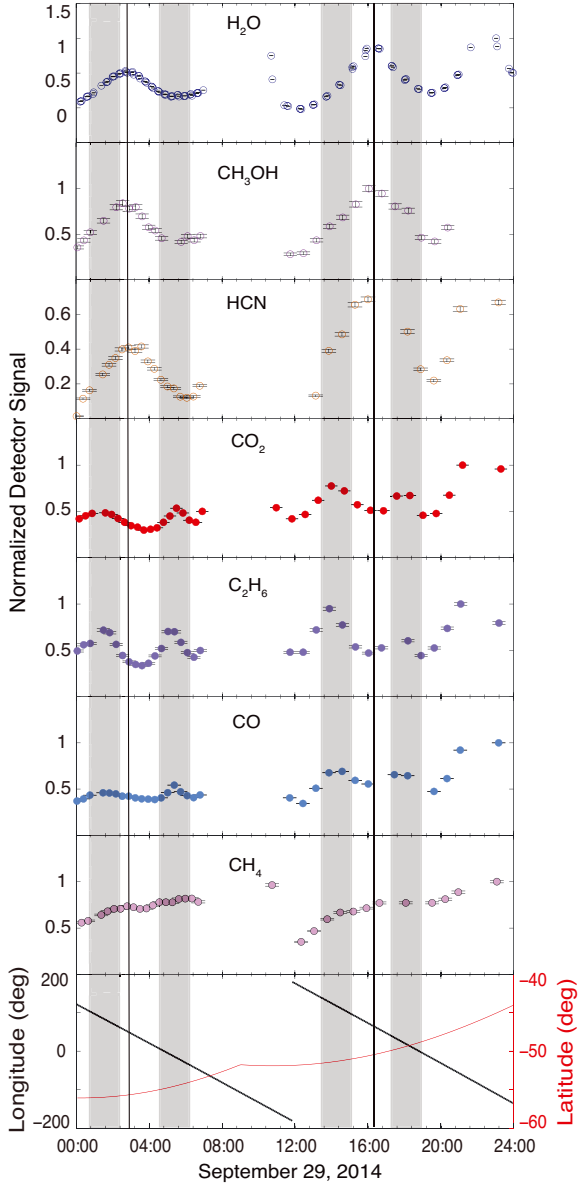 H2O
1.5
1
0.5
0
CH3OH
1
0.5
HCN
0.6
0.4
0.2
CO2
1
0.5
C2H6
1
0.5
CO
1
0.5
CH4
1
0.5
Normalized Detector Signal
200
0
−200
Longitude (deg)
−40
−50
−60
Latitude (deg)
00:00 04:00 08:00 12:00 16:00 20:00 24:00
September 29, 2014